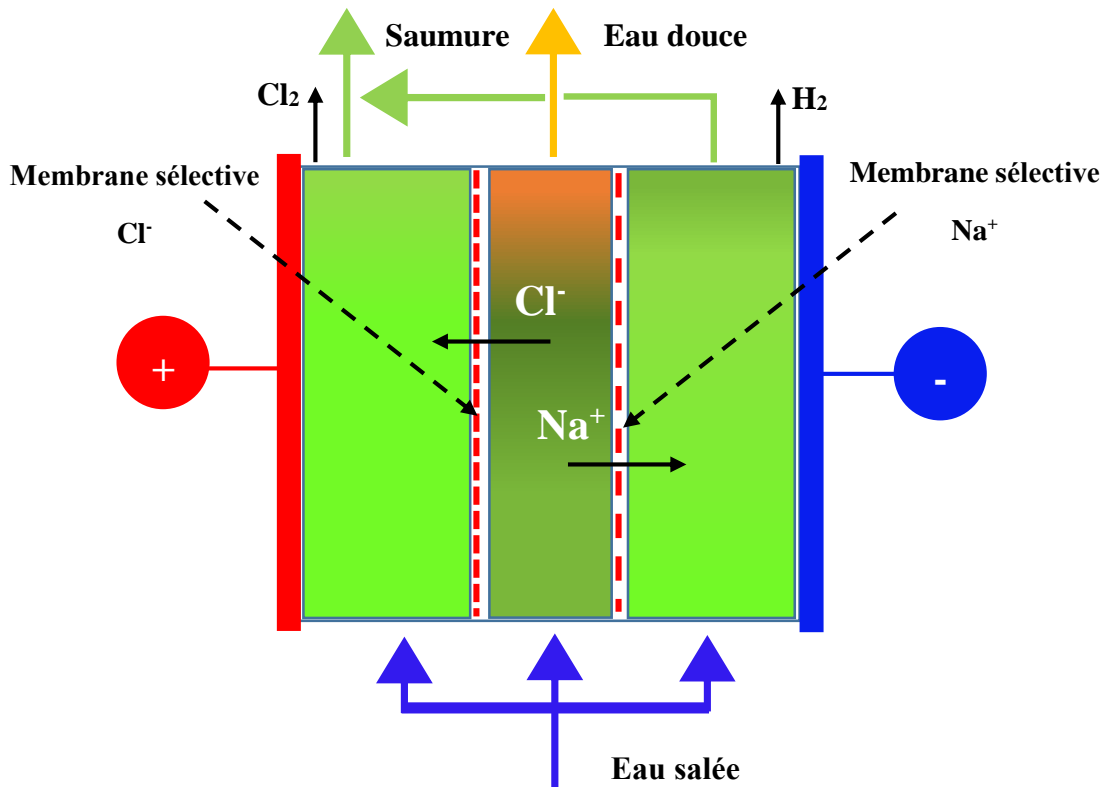 Saumure
Eau douce
Cl₂
H₂
Membrane sélective
Cl⁻
Membrane sélective
Na⁺
Cl⁻
+
-
Na⁺
Eau salée